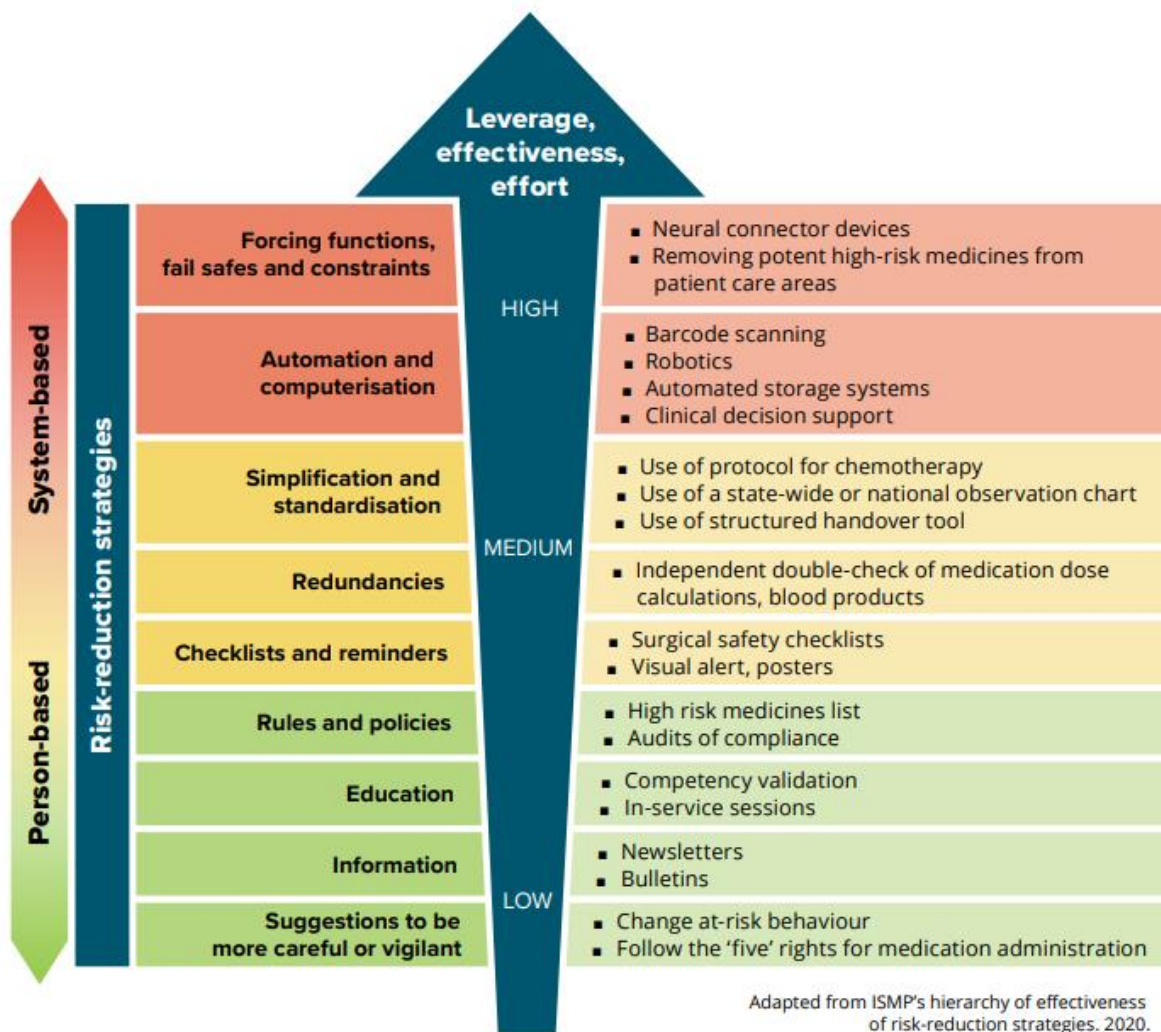 Leverage,
effectiveness,
effort
System-based
Person-based
Risk-reduction strategies
Forcing functions,
fail safes and constraints
■ Neural connector devices
■ Removing potent high-risk medicines from
patient care areas
HIGH
Automation and
computerisation
■ Barcode scanning
■ Robotics
■ Automated storage systems
■ Clinical decision support
Simplification and
standardisation
■ Use of protocol for chemotherapy
■ Use of a state-wide or national observation chart
■ Use of structured handover tool
MEDIUM
Redundancies
■ Independent double-check of medication dose
calculations, blood products
Checklists and reminders
■ Surgical safety checklists
■ Visual alert, posters
Rules and policies
■ High risk medicines list
■ Audits of compliance
Education
■ Competency validation
■ In-service sessions
Information
■ Newsletters
■ Bulletins
LOW
Suggestions to be
more careful or vigilant
■ Change at-risk behaviour
■ Follow the ‘five’ rights for medication administration
Adapted from ISMP’s hierarchy of effectiveness
of risk-reduction strategies, 2020.